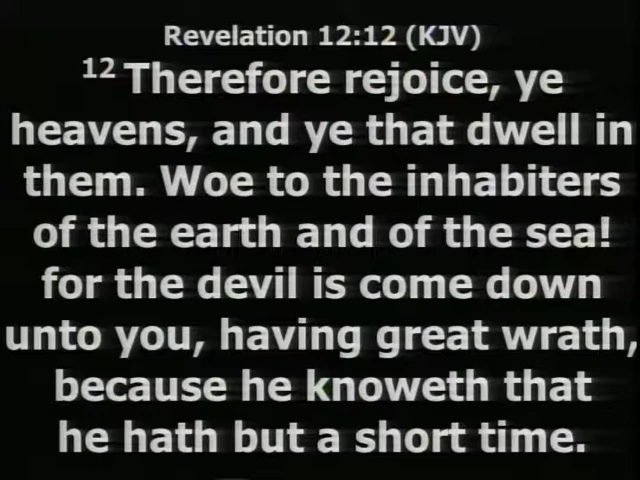 Revelation 12:12 (KJV)
12 Therefore rejoice, ye
heavens, and ye that dwell in
them. Woe to the inhabiters
of the earth and of the sea!
for the devil is come down
unto you, having great wrath,
because he knoweth that
he hath but a short time.